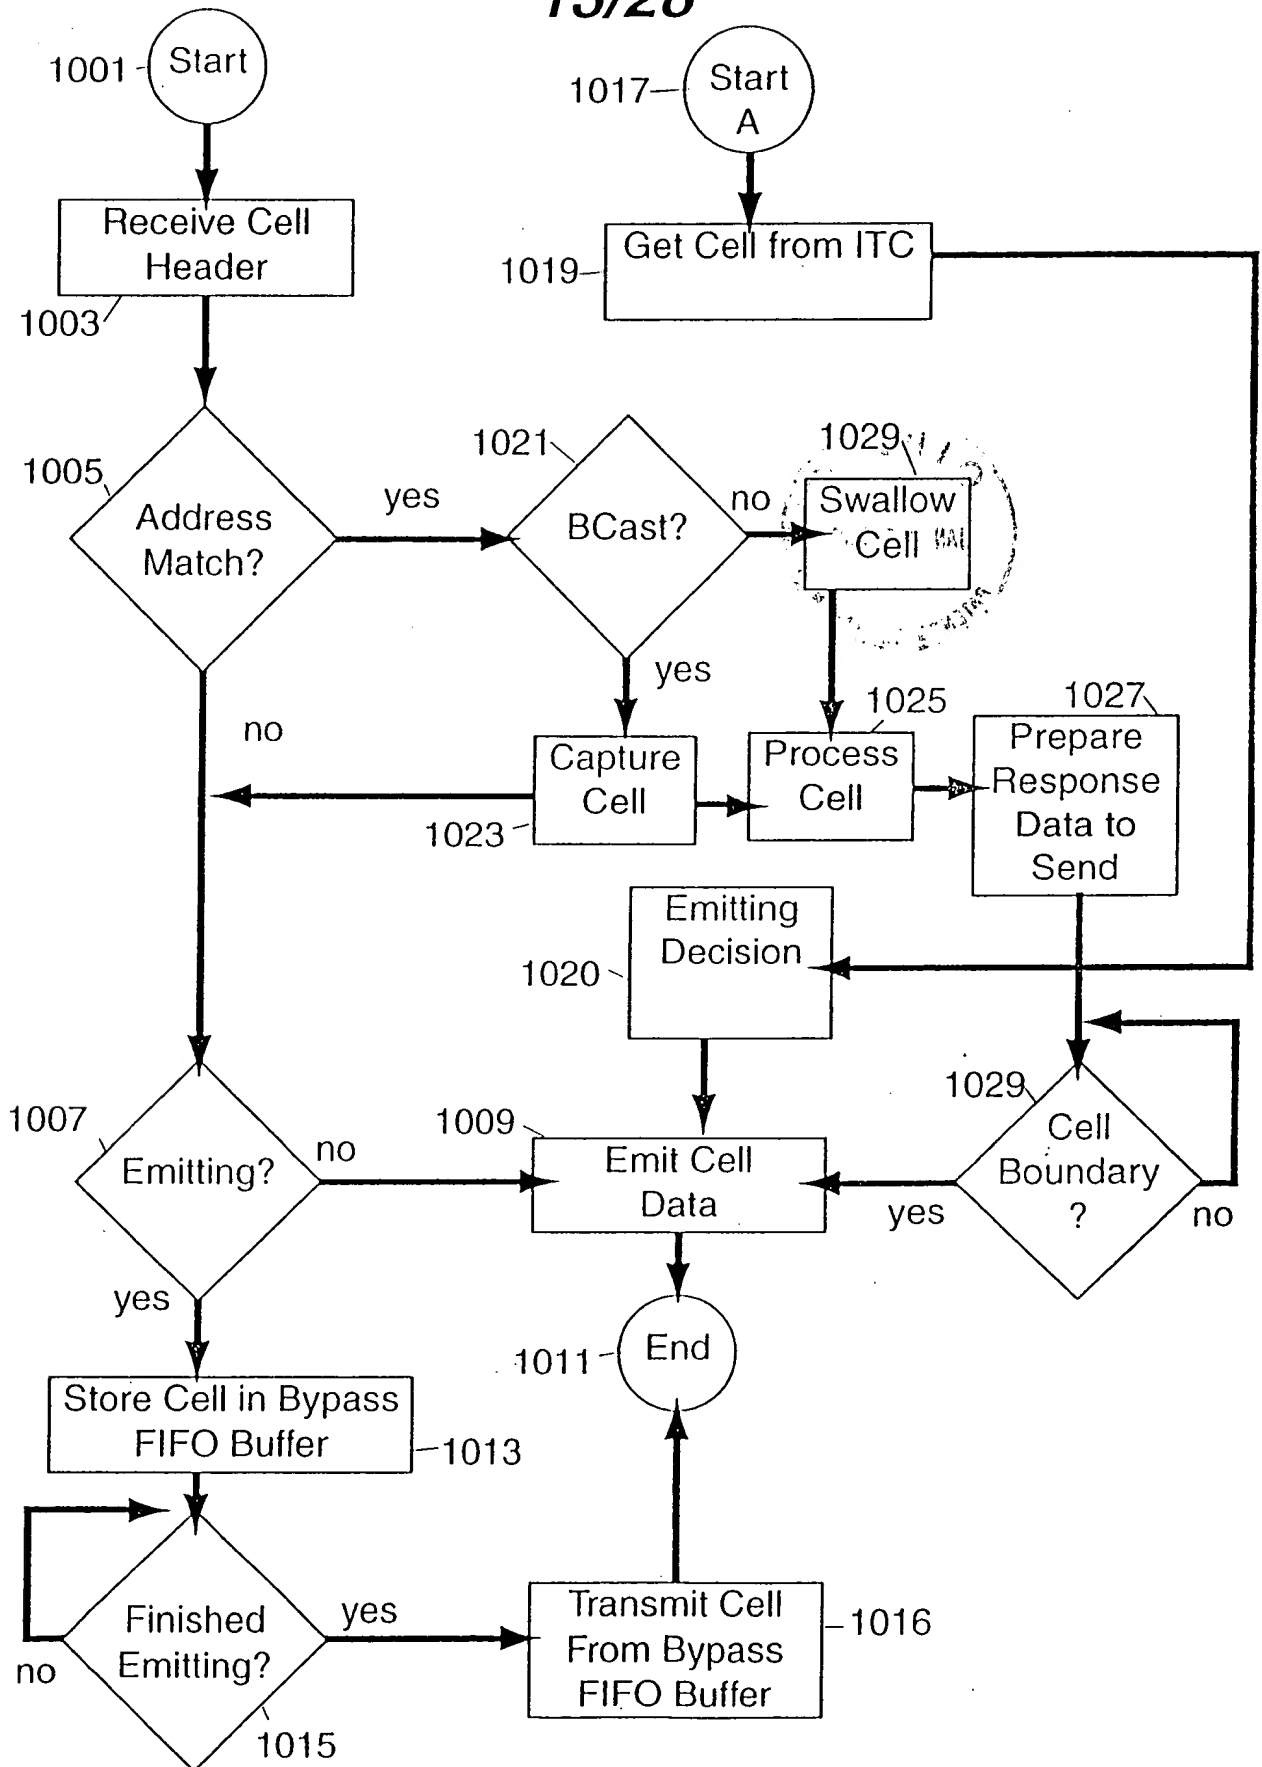 15/28
1001
Start
1017
Start
A
Receive Cell
Header
1003
Get Cell from ITC
1019
1005
Address
Match?
yes
1021
BCast?
no
1029
Swallow
Cell
yes
no
1025
1027
Capture
Cell
1023
Process
Cell
Prepare
Response
Data to
Send
Emitting
Decision
1020
1007
Emitting?
no
1009
Emit Cell
Data
1029
Cell
Boundary
?
yes
no
yes
1011
End
Store Cell in Bypass
FIFO Buffer
1013
Finished
Emitting?
no
yes
1015
Transmit Cell
From Bypass
FIFO Buffer
1016